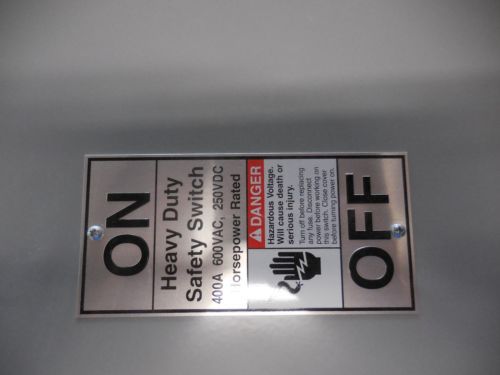 ON
Heavy Duty
Safety Switch
400A 600VAC, 250VDC
Horsepower Rated
DANGER
Hazardous Voltage.
Will cause death or
serious injury.
Turn off before replacing
any fuse. Disconnect
power before working on
this switch. Close cover
before turning power on.
OFF